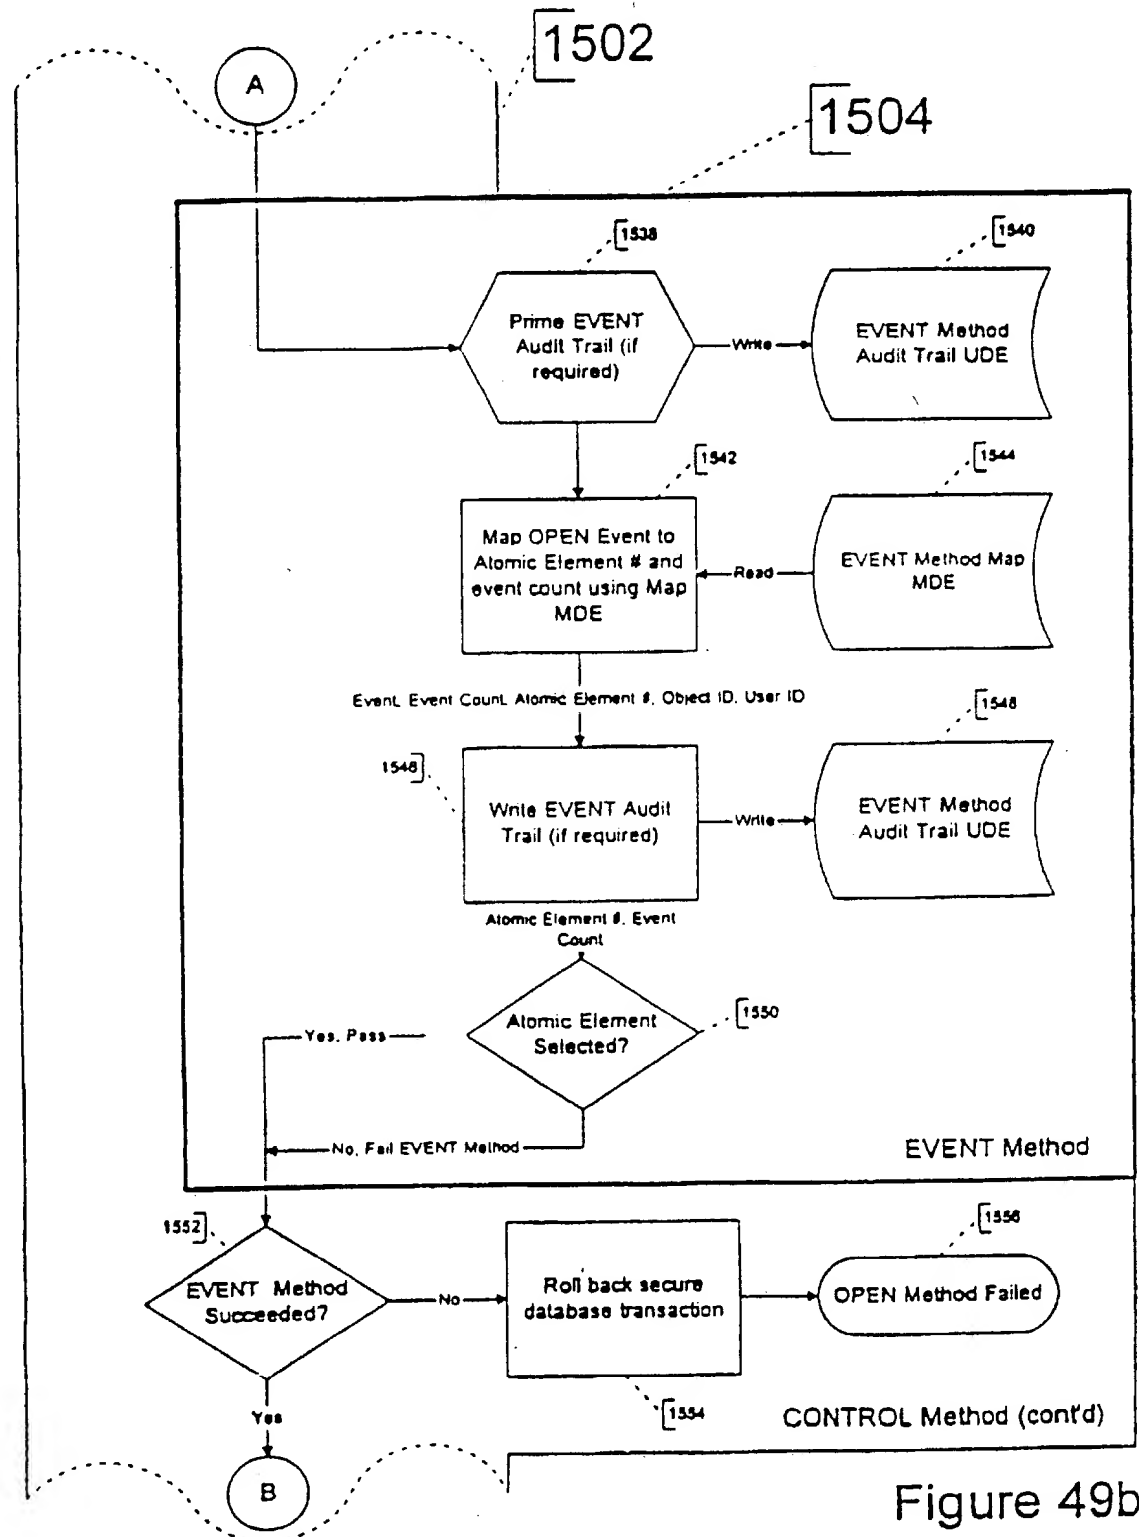 1502
A
1504
1538
1540
Prime EVENT
Audit Trail (if
required)
Write
EVENT Method
Audit Trail UDE
1542
1544
Map OPEN Event to
Atomic Element # and
event count using Map
MDE
Read
EVENT Method Map
MDE
Event, Event Count, Atomic Element #, Object ID, User ID
1546
1548
Write EVENT Audit
Trail (if required)
Write
EVENT Method
Audit Trail UDE
Atomic Element #, Event
Count
1550
Atomic Element
Selected?
Yes, Pass
No, Fail EVENT Method
EVENT Method
1552
1556
EVENT Method
Succeeded?
No
Roll back secure
database transaction
OPEN Method Failed
1554
Yes
CONTROL Method (cont'd)
B
Figure 49b